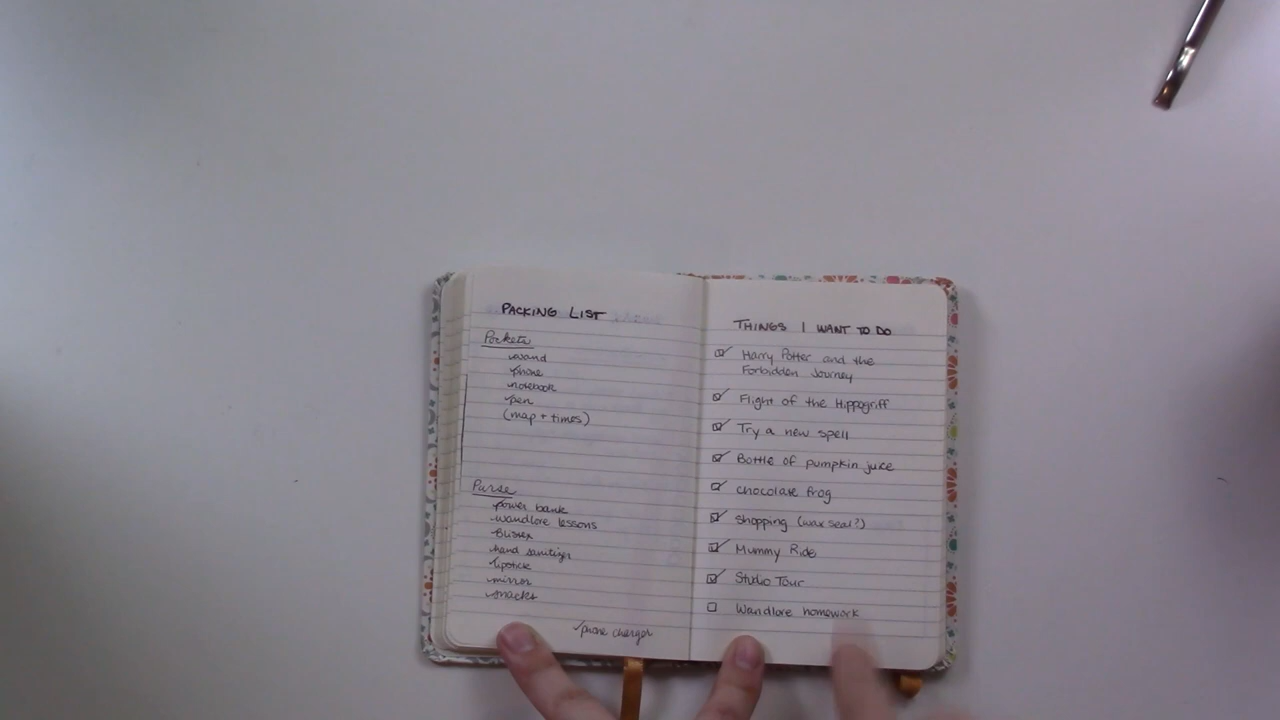 PACKING LIST
Pockets
wand
phone
notebook
pen
(map + times)
Purse
power bank
wandlore lessons
hand sanitizer
lipstick
mirror
snacks
phone charger
THINGS I WANT TO DO
Harry Potter and the
Forbidden Journey
Flight of the Hippogriff
Try a new spell
Bottle of pumpkin juice
chocolate frog
shopping (wax seal?)
Mummy Ride
Studio Tour
Wandlore homework